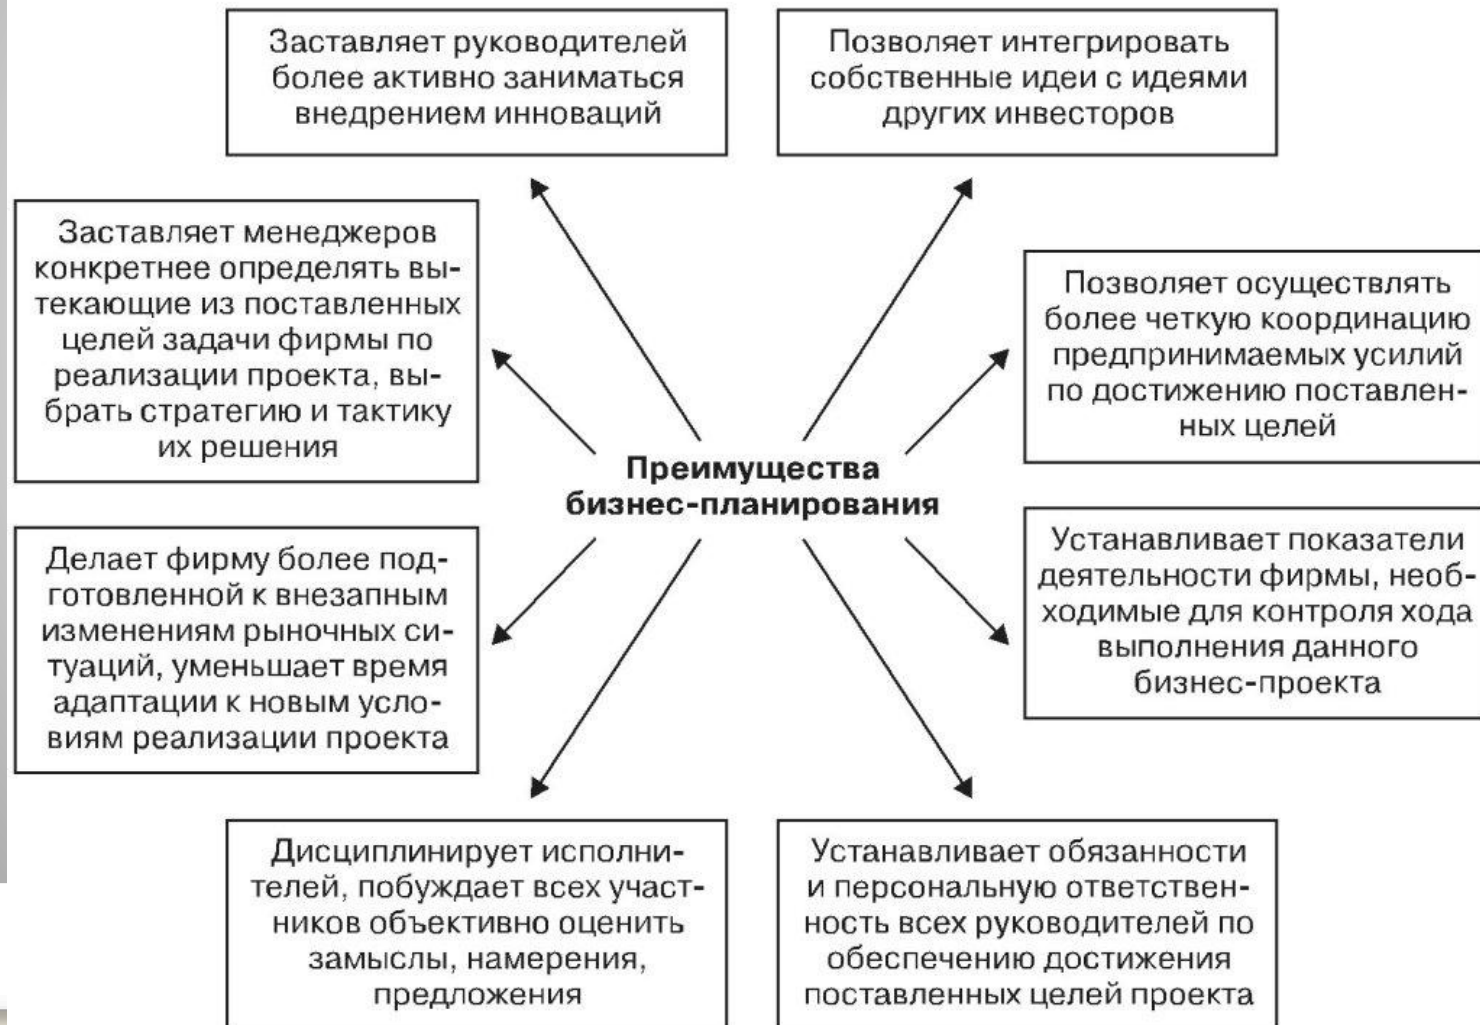 Заставляет руководителей
более активно заниматься
внедрением инноваций
Позволяет интегрировать
собственные идеи с идеями
других инвесторов
Заставляет менеджеров
конкретнее определять вы-
текающие из поставленных
целей задачи фирмы по
реализации проекта, вы-
брать стратегию и тактику
их решения
Позволяет осуществлять
более четкую координацию
предпринимаемых усилий
по достижению поставлен-
ных целей
Преимущества
бизнес-планирования
Делает фирму более под-
готовленной к внезапным
изменениям рыночных си-
туаций, уменьшает время
адаптации к новым усло-
виям реализации проекта
Устанавливает показатели
деятельности фирмы, необ-
ходимые для контроля хода
выполнения данного
бизнес-проекта
Дисциплинирует исполни-
телей, побуждает всех участ-
ников объективно оценить
замыслы, намерения,
предложения
Устанавливает обязанности
и персональную ответствен-
ность всех руководителей по
обеспечению достижения
поставленных целей проекта